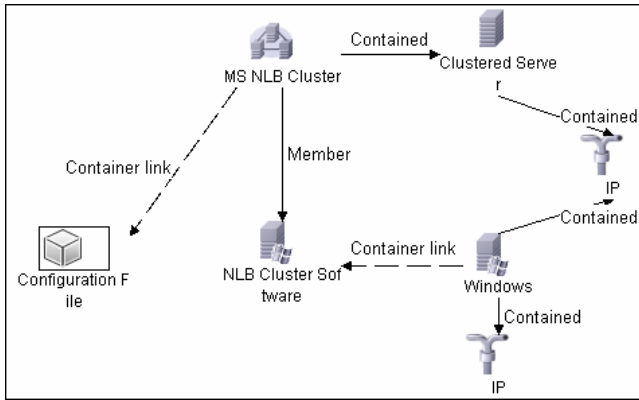 Contained
MS NLB Cluster
Clustered Serve
r
Contained
Member
Container link
IP
Contained
Container link
Configuration F
ile
NLB Cluster Sof
tware
Windows
Contained
IP